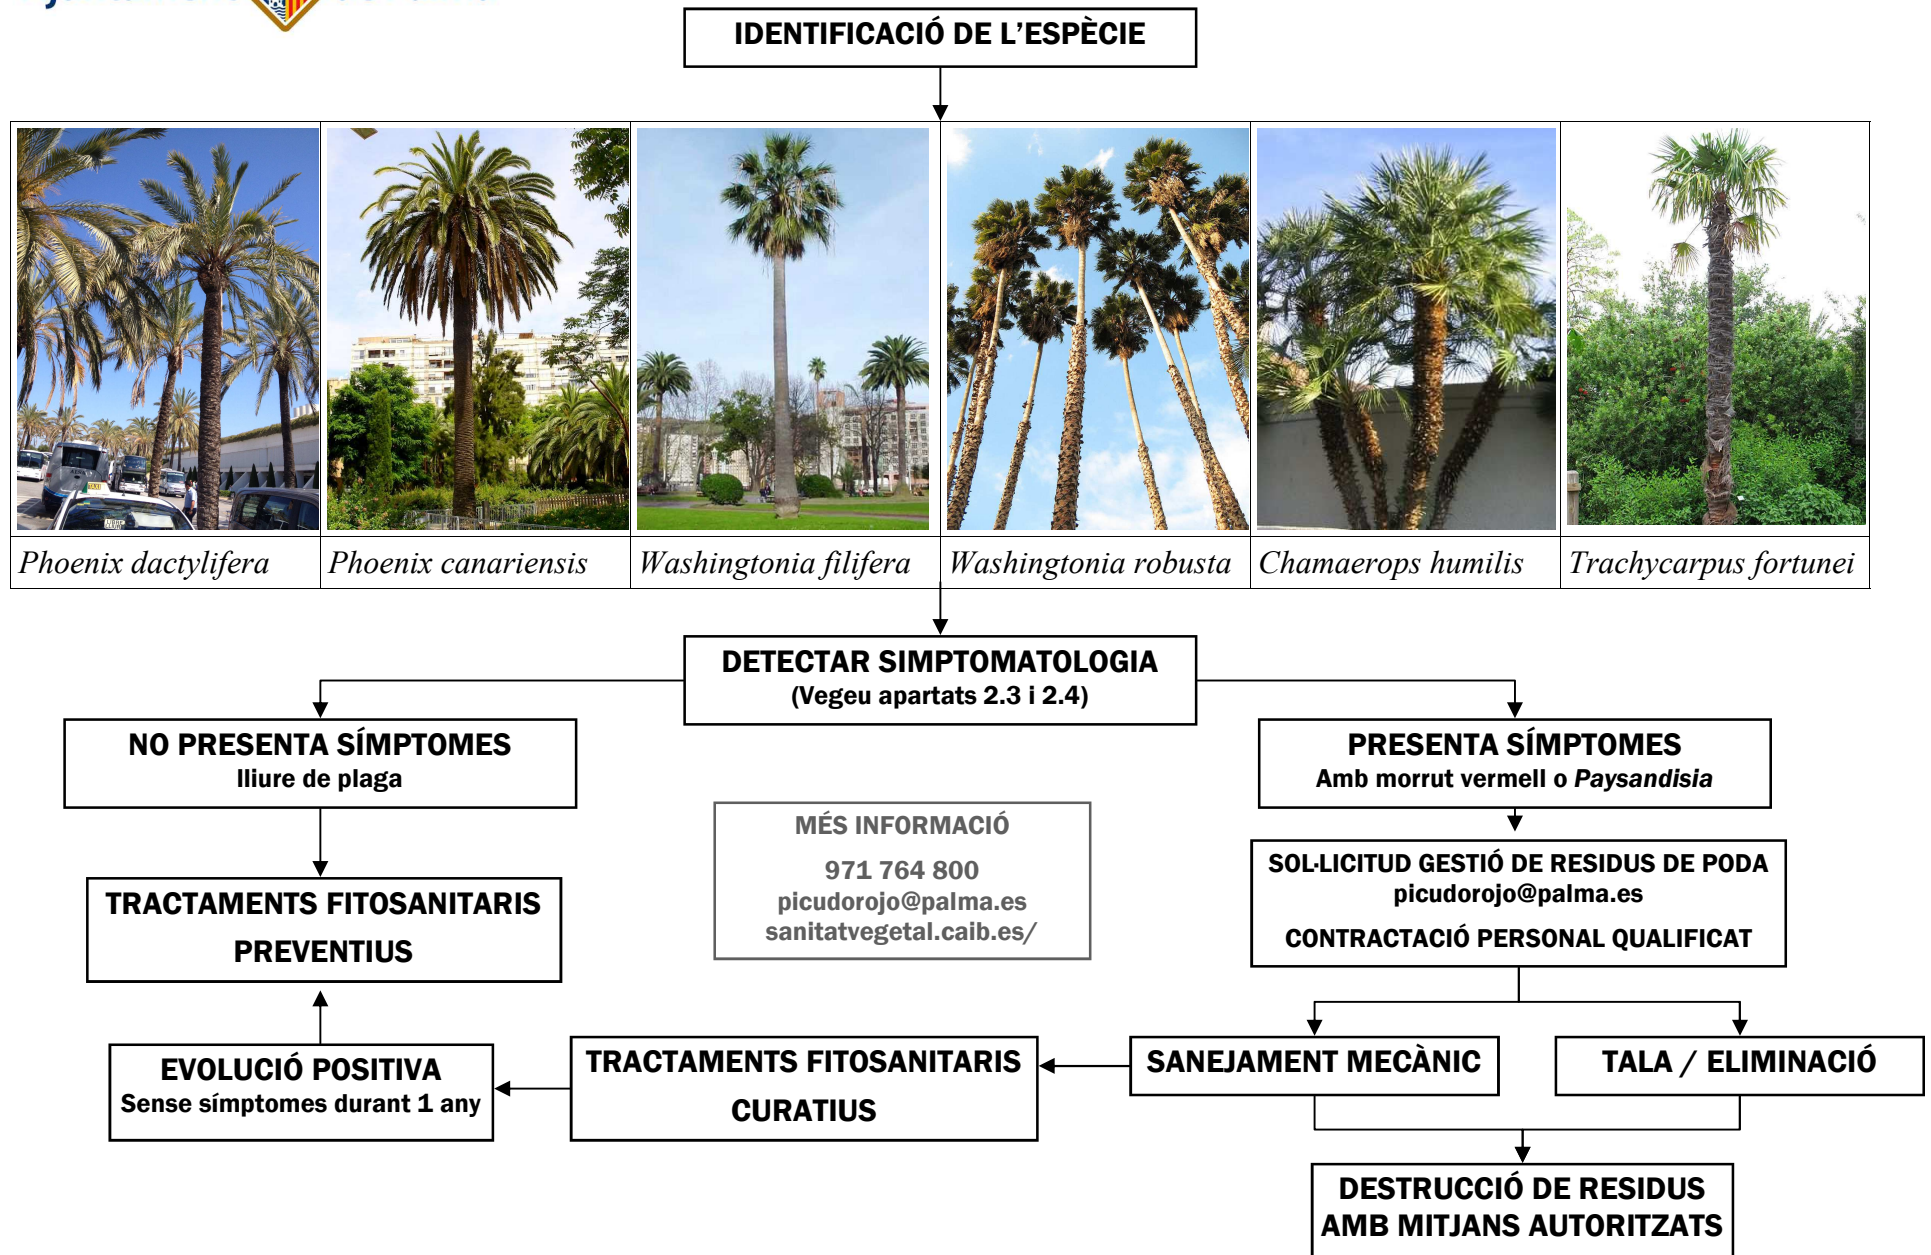 IDENTIFICACIÓ DE L'ESPÈCIE
Phoenix dactylifera
Phoenix canariensis
Washingtonia filifera
Washingtonia robusta
Chamaerops humilis
Trachycarpus fortunei
DETECTAR SIMPTOMATOLOGIA
(Vegeu apartats 2.3 i 2.4)
NO PRESENTA SÍMPTOMES
lliure de plaga
PRESENTA SÍMPTOMES
Amb morrut vermell o Paysandisia
MÉS INFORMACIÓ
971 764 800
picudorojo@palma.es
sanitatvegetal.caib.es/
SOL·LICITUD GESTIÓ DE RESIDUS DE PODA
picudorojo@palma.es
CONTRACTACIÓ PERSONAL QUALIFICAT
TRACTAMENTS FITOSANITARIS
PREVENTIUS
EVOLUCIÓ POSITIVA
Sense símptomes durant 1 any
TRACTAMENTS FITOSANITARIS
CURATIUS
SANEJAMENT MECÀNIC
TALA / ELIMINACIÓ
DESTRUCCIÓ DE RESIDUS
AMB MITJANS AUTORITZATS